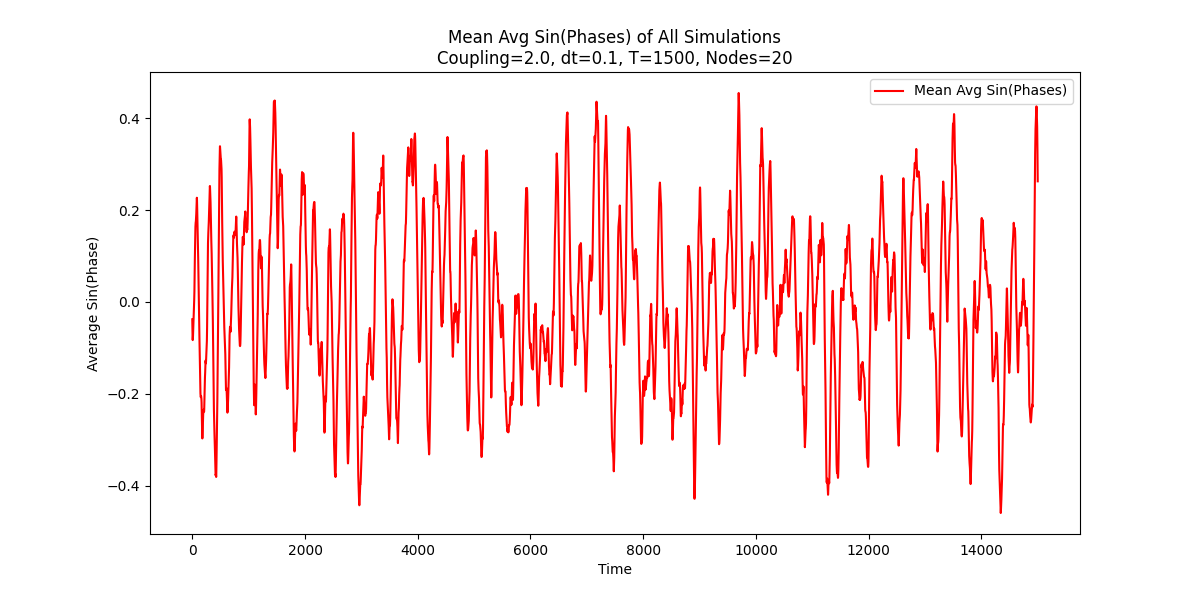 Mean Avg Sin(Phases) of All Simulations
Coupling=2.0, dt=0.1, T=1500, Nodes=20
Mean Avg Sin(Phases)
0.4
0.2
0.0
−0.2
−0.4
Average Sin(Phase)
0 2000 4000 6000 8000 10000 12000 14000
Time